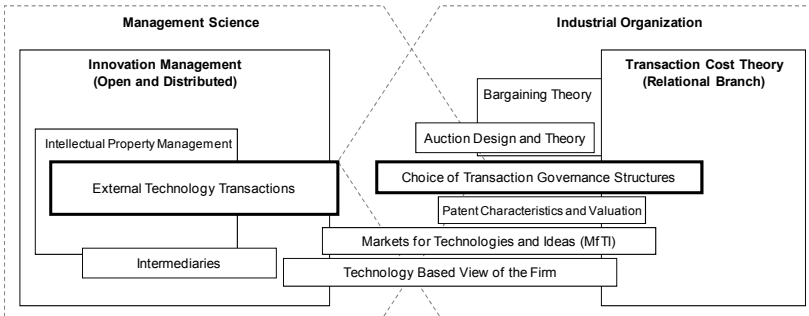 Management Science
Industrial Organization
Innovation Management
(Open and Distributed)
Transaction Cost Theory
(Relational Branch)
Bargaining Theory
Auction Design and Theory
Intellectual Property Management
External Technology Transactions
Choice of Transaction Governance Structures
Patent Characteristics and Valuation
Markets for Technologies and Ideas (MfTI)
Intermediaries
Technology Based View of the Firm